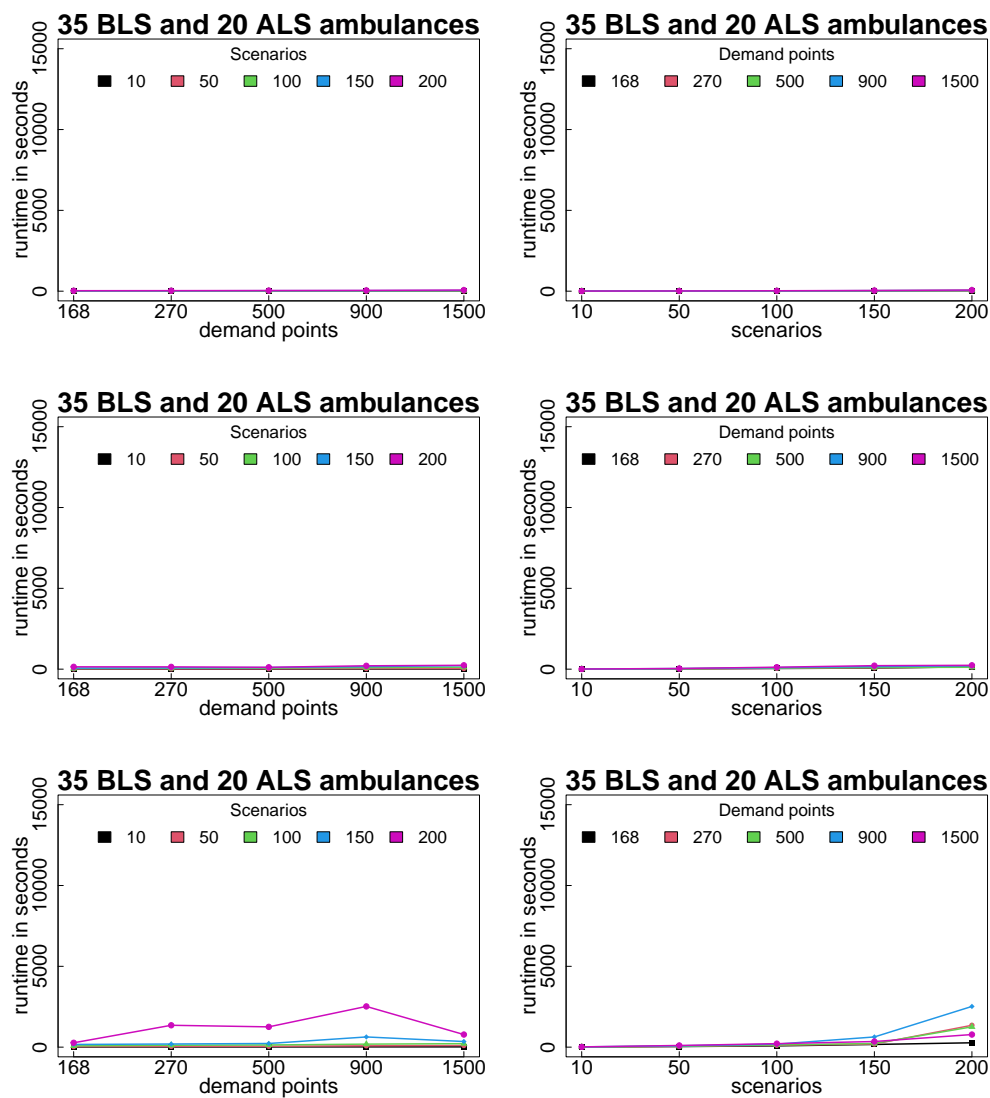 35 BLS and 20 ALS ambulances
Scenarios
10 50 100 150 200
runtime in seconds
0 5000 10000 15000
168 270 500 900 1500
demand points
35 BLS and 20 ALS ambulances
Demand points
168 270 500 900 1500
runtime in seconds
0 5000 10000 15000
10 50 100 150 200
scenarios
35 BLS and 20 ALS ambulances
Scenarios
10 50 100 150 200
runtime in seconds
0 5000 10000 15000
168 270 500 900 1500
demand points
35 BLS and 20 ALS ambulances
Demand points
168 270 500 900 1500
runtime in seconds
0 5000 10000 15000
10 50 100 150 200
scenarios
35 BLS and 20 ALS ambulances
Scenarios
10 50 100 150 200
runtime in seconds
0 5000 10000 15000
168 270 500 900 1500
demand points
35 BLS and 20 ALS ambulances
Demand points
168 270 500 900 1500
runtime in seconds
0 5000 10000 15000
10 50 100 150 200
scenarios